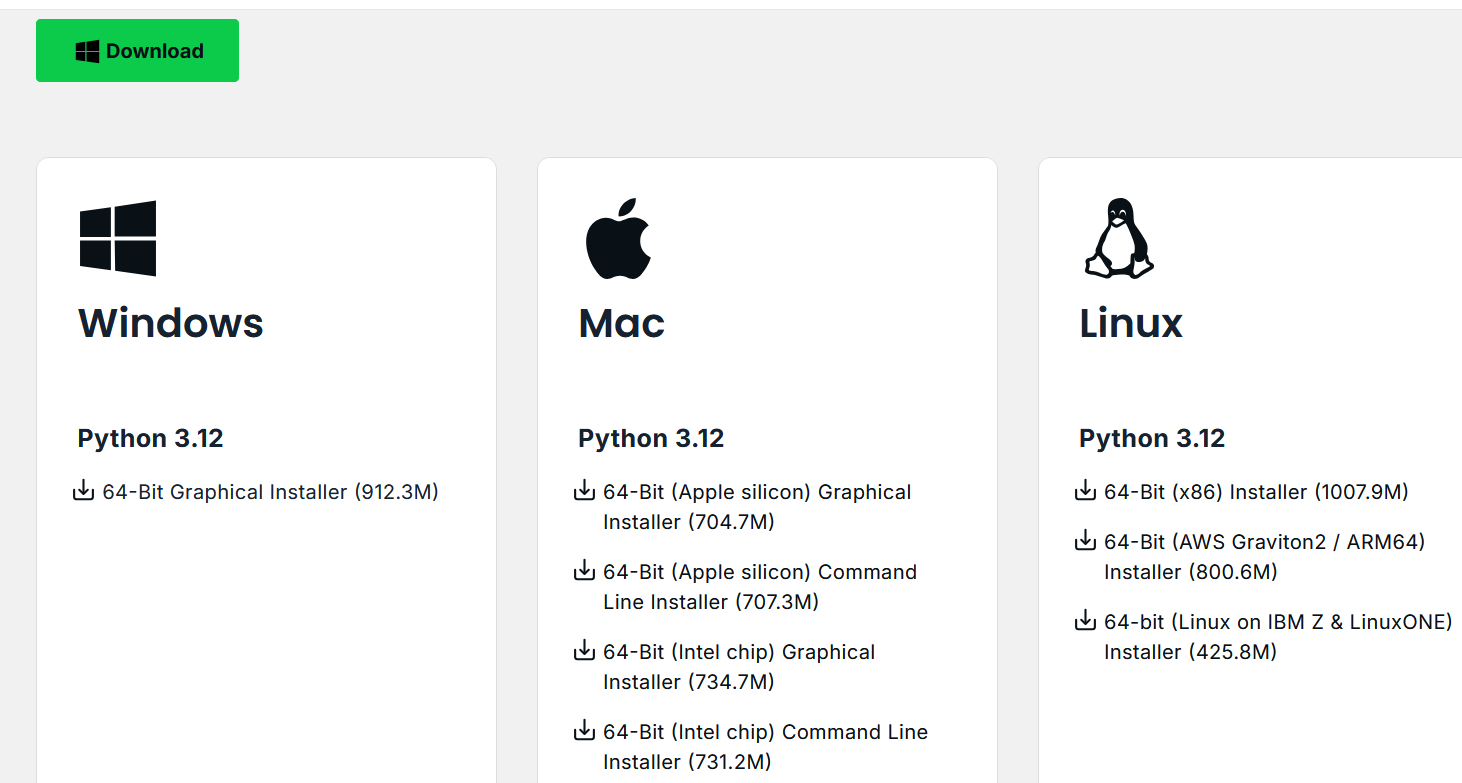 Download
Windows
Python 3.12
64-Bit Graphical Installer (912.3M)
Mac
Python 3.12
64-Bit (Apple silicon) Graphical
Installer (704.7M)
64-Bit (Apple silicon) Command
Line Installer (707.3M)
64-Bit (Intel chip) Graphical
Installer (734.7M)
64-Bit (Intel chip) Command Line
Installer (731.2M)
Linux
Python 3.12
64-Bit (x86) Installer (1007.9M)
64-Bit (AWS Graviton2 / ARM64)
Installer (800.6M)
64-bit (Linux on IBM Z & LinuxONE)
Installer (425.8M)